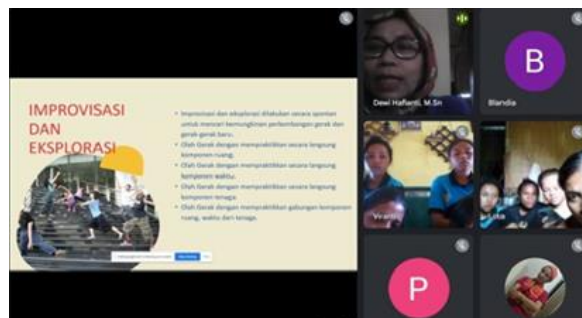 IMPROVISASI
DAN
EKSPLORASI
• Improvisasi dan eksplorasi dilakukan secara spontan
untuk mencari kemungkinan perkembangan gerak dan
gerak-gerak baru.
• Olah Gerak dengan mempraktikkan secara langsung
komponen ruang.
• Olah Gerak dengan mempraktikkan secara langsung
komponen waktu.
• Olah Gerak dengan mempraktikkan secara langsung
komponen tenaga.
• Olah Gerak dengan mempraktikkan gabungan komponen
ruang, waktu dan tenaga.
Dewi Hafianti, M.Sn
B
Blandia
P